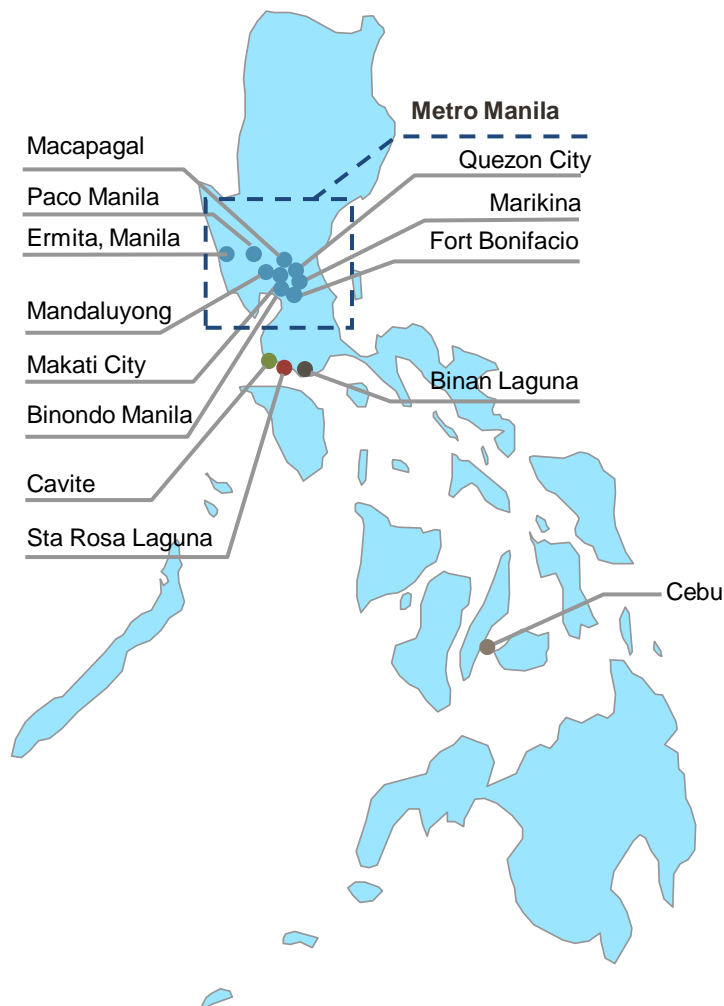 Metro Manila
Macapagal
Quezon City
Paco Manila
Marikina
Ermita, Manila
Fort Bonifacio
Mandaluyong
Makati City
Binan Laguna
Binondo Manila
Cavite
Sta Rosa Laguna
Cebu